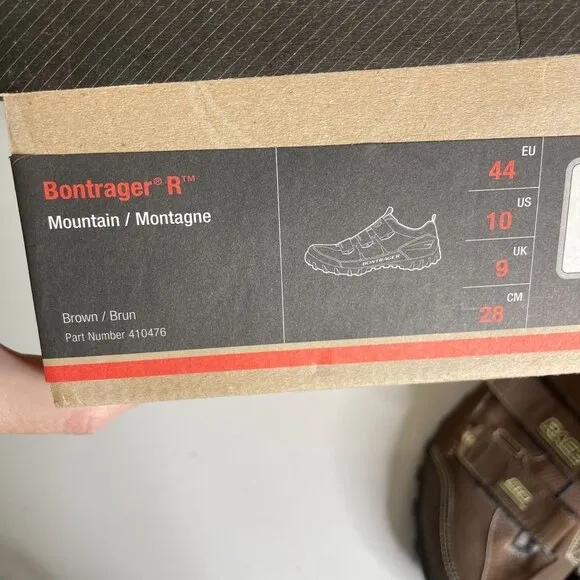 Bontrager® R™
Mountain / Montagne
Brown / Brun
Part Number 410476
BONTRAGER
EU
44
US
10
UK
9
CM
28